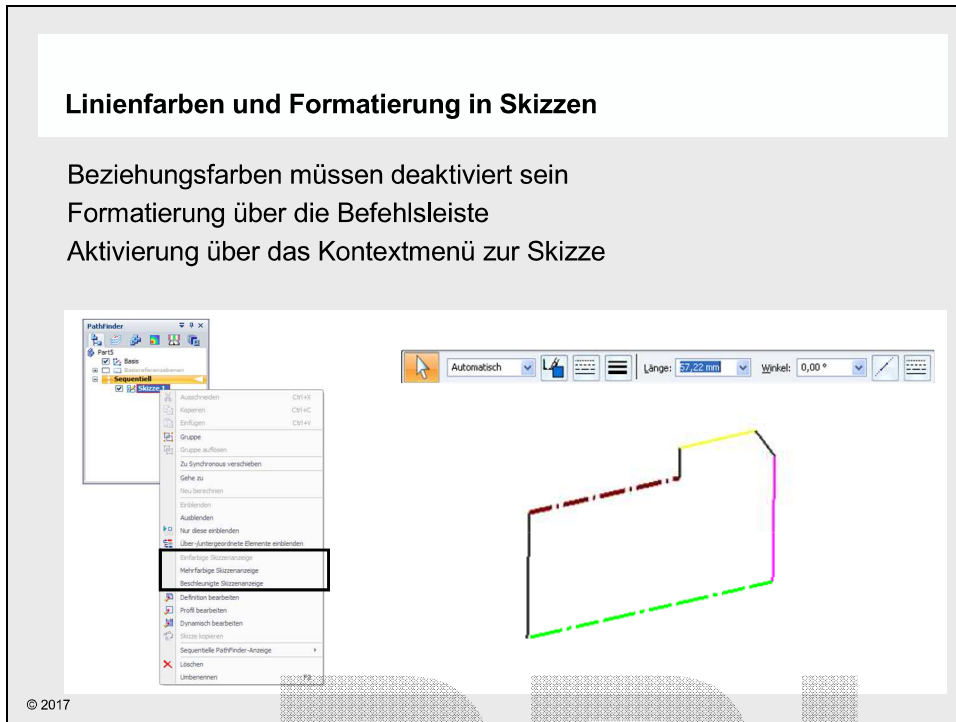 Linienfarben und Formatierung in Skizzen
Beziehungsfarben müssen deaktiviert sein
Formatierung über die Befehlsleiste
Aktivierung über das Kontextmenü zur Skizze
PathFinder
Part5
Basis
Basisreferenzebenen
Sequentiell
Skizze_1
Ausschneiden Ctrl+X
Kopieren Ctrl+C
Einfügen Ctrl+V
Gruppe
Gruppe auflösen
Zu Synchronous verschieben
Gehe zu
Neu berechnen
Einblenden
Ausblenden
Nur diese einblenden
Über-/untergeordnete Elemente einblenden
Einfarbige Skizzenanzeige
Mehrfarbige Skizzenanzeige
Beschleunigte Skizzenanzeige
Definition bearbeiten
Profil bearbeiten
Dynamisch bearbeiten
Skizze kopieren
Sequentielle PathFinder-Anzeige
Löschen
Umbenennen F2
Automatisch Länge: 57,22 mm Winkel: 0,00 °
© 2017